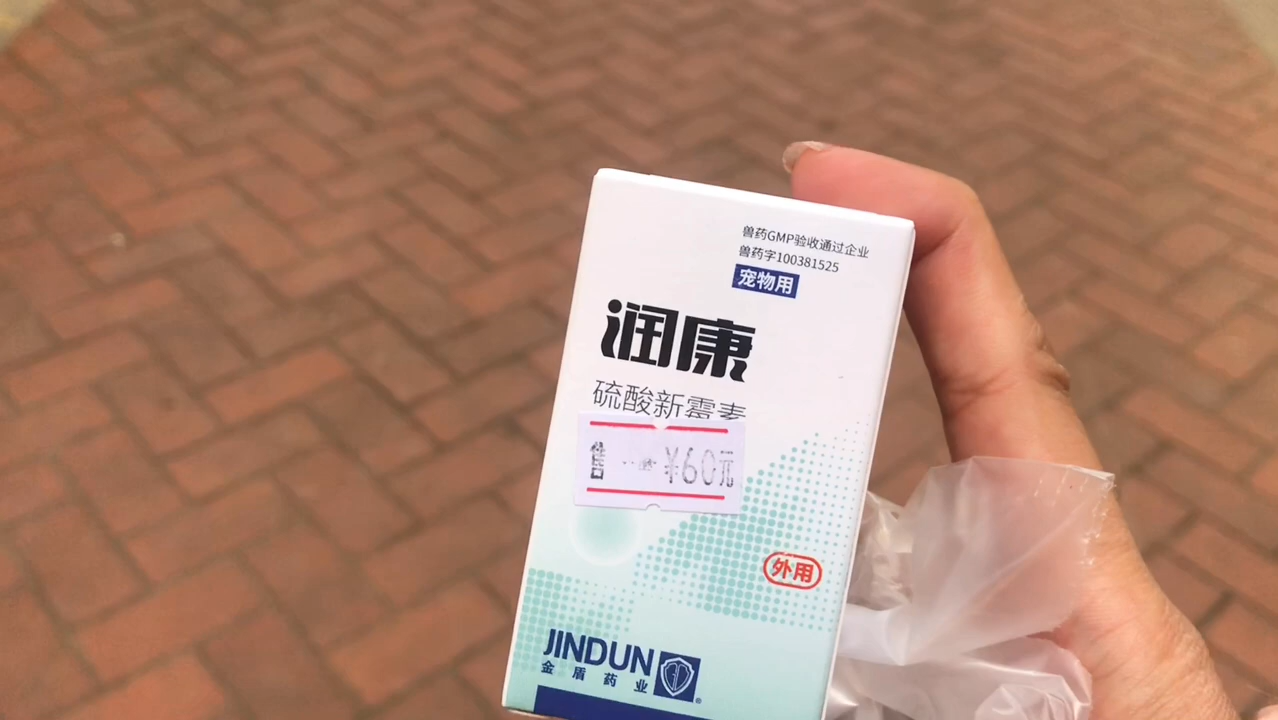 兽药GMP验收通过企业
兽药字100381525
宠物用
润康
硫酸新霉素
售 ¥60元
外用
JINDUN
金盾药业